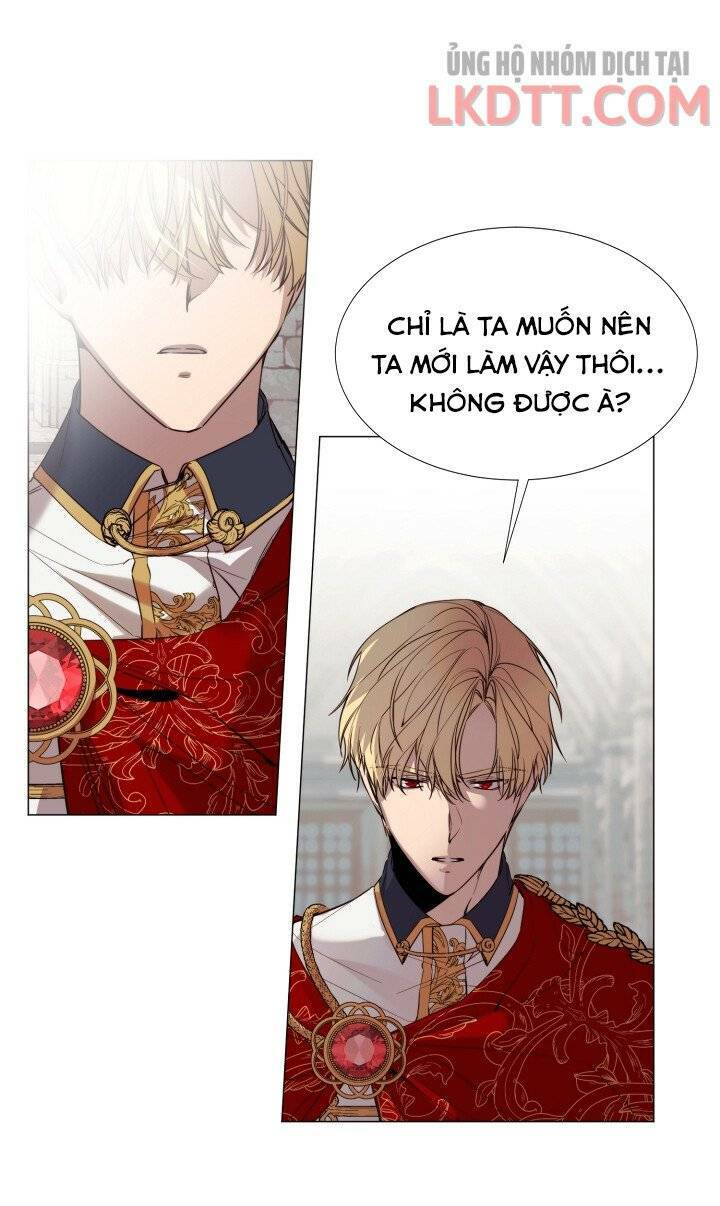 ỦNG HỘ NHÓM DỊCH TẠI
LKDTT.COM
CHỈ LÀ TA MUỐN NÊN
TA MỚI LÀM VẬY THÔI...
KHÔNG ĐƯỢC À?